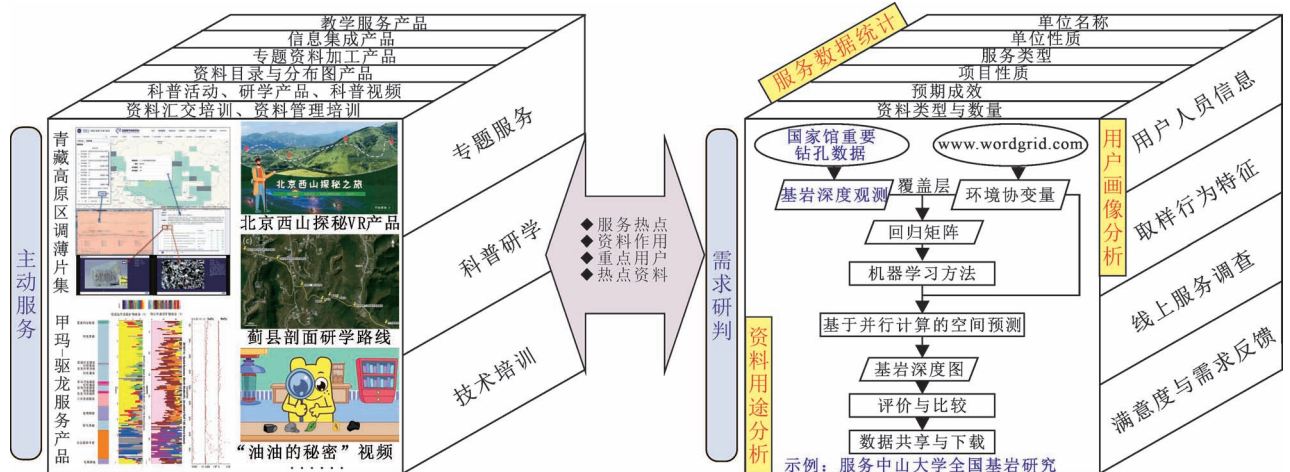 教学服务产品
信息集成产品
专题资料加工产品
资料目录与分布图产品
科普活动、研学产品、科普视频
资料汇交培训、资料管理培训
主动服务
青藏高原区调薄片集
甲玛－驱龙服务产品
北京西山探秘之旅
北京西山探秘VR产品
(c)
蓟县剖面研学路线
“油油的秘密”视频
······
专题服务
科普研学
技术培训
◆服务热点
◆资料作用
◆重点用户
◆热点资料
需求研判
服务数据统计
单位名称
单位性质
服务类型
项目性质
预期成效
资料类型与数量
国家馆重要
钻孔数据
www.wordgrid.com
基岩深度观测
覆盖层
环境协变量
回归矩阵
机器学习方法
基于并行计算的空间预测
基岩深度图
评价与比较
数据共享与下载
示例：服务中山大学全国基岩研究
资料用途分析
用户画像分析
用户人员信息
取样行为特征
线上服务调查
满意度与需求反馈